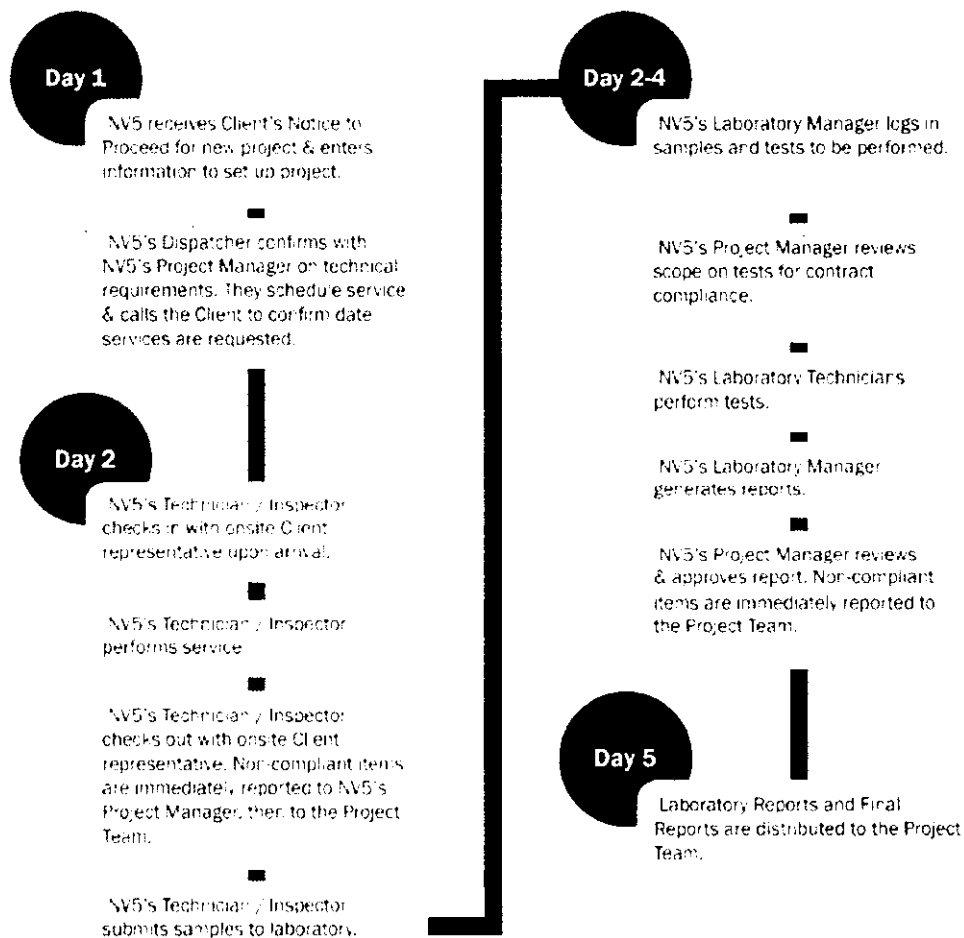 Day 1
NV5 receives Client's Notice to
Proceed for new project & enters
information to set up project.
NV5's Dispatcher confirms with
NV5's Project Manager on technical
requirements. They schedule service
& calls the Client to confirm date
services are requested.
Day 2
NV5's Technician / Inspector
checks in with onsite Client
representative upon arrival.
NV5's Technician / Inspector
performs service
NV5's Technician / Inspector
checks out with onsite Client
representative. Non-compliant items
are immediately reported to NV5's
Project Manager, then to the Project
Team.
NV5's Technician / Inspector
submits samples to laboratory.
Day 2-4
NV5's Laboratory Manager logs in
samples and tests to be performed.
NV5's Project Manager reviews
scope on tests for contract
compliance.
NV5's Laboratory Technicians
perform tests.
NV5's Laboratory Manager
generates reports.
NV5's Project Manager reviews
& approves report. Non-compliant
items are immediately reported to
the Project Team.
Day 5
Laboratory Reports and Final
Reports are distributed to the Project
Team.